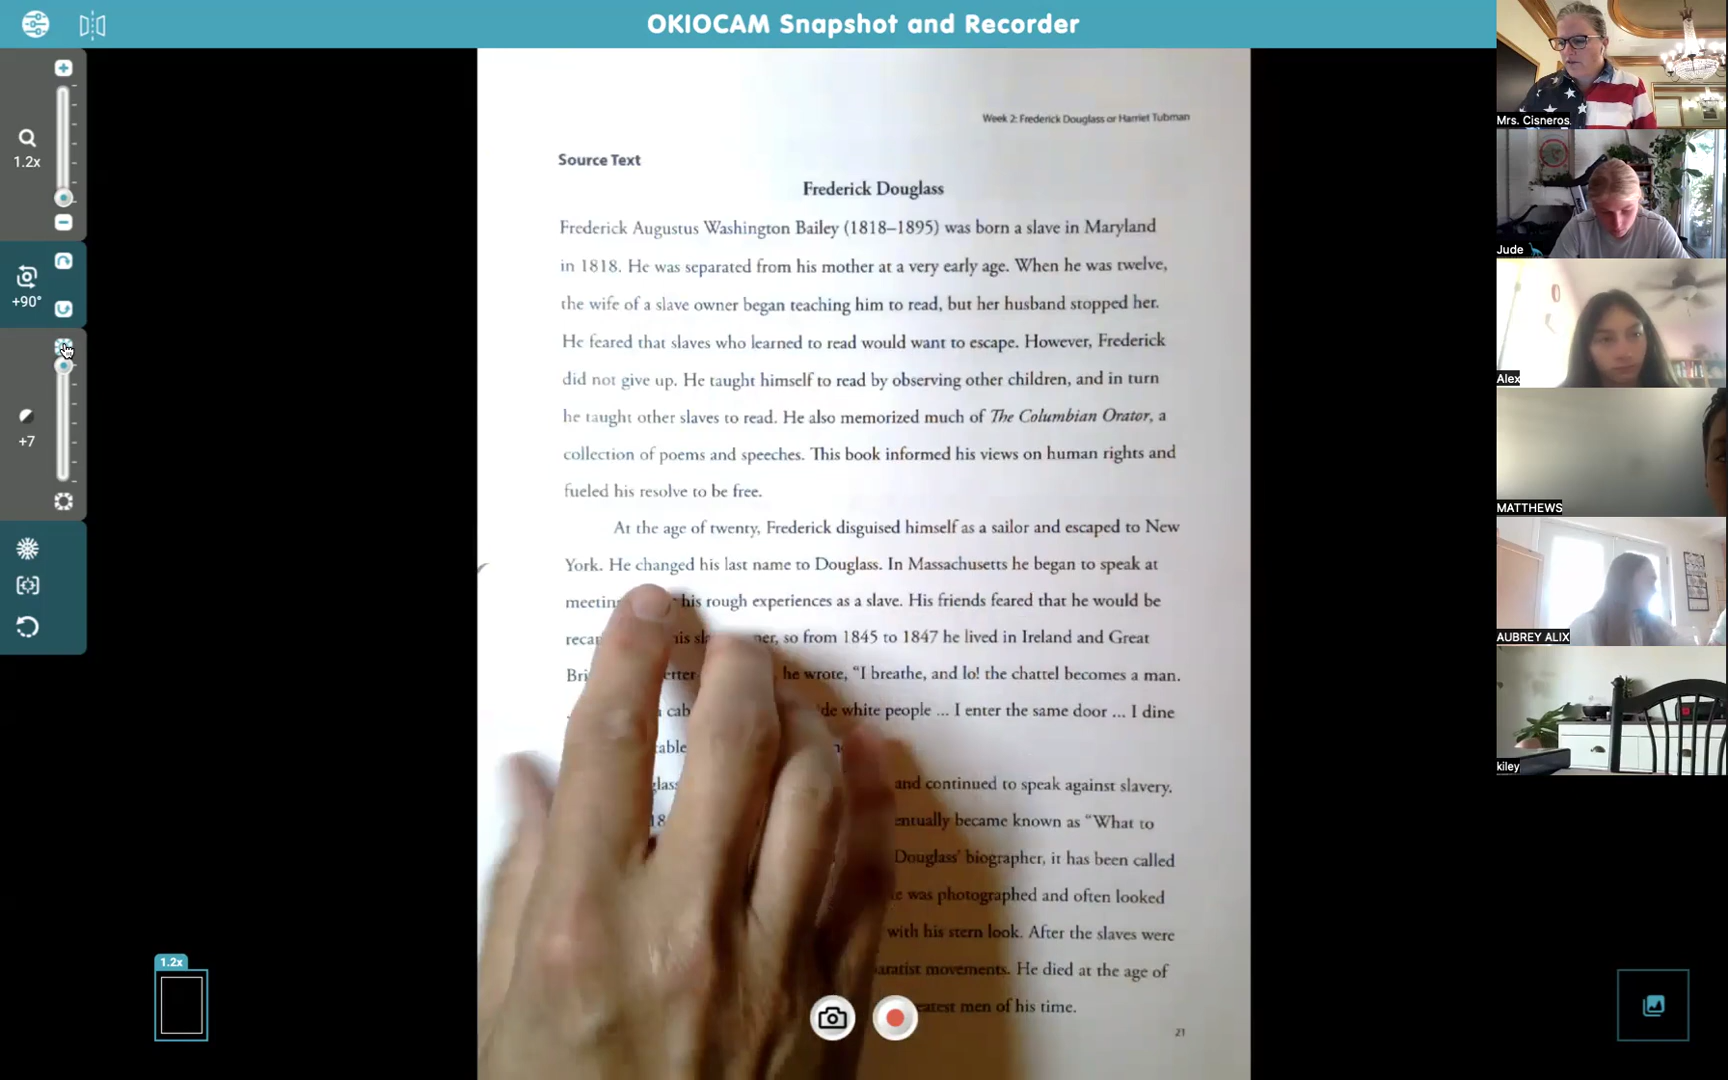 OKIOCAM Snapshot and Recorder
1.2x
+90°
+7
1.2x
Week 2: Frederick Douglass or Harriet Tubman
Source Text
Frederick Douglass
Frederick Augustus Washington Bailey (1818–1895) was born a slave in Maryland
in 1818. He was separated from his mother at a very early age. When he was twelve,
the wife of a slave owner began teaching him to read, but her husband stopped her.
He feared that slaves who learned to read would want to escape. However, Frederick
did not give up. He taught himself to read by observing other children, and in turn
he taught other slaves to read. He also memorized much of The Columbian Orator, a
collection of poems and speeches. This book informed his views on human rights and
fueled his resolve to be free.
At the age of twenty, Frederick disguised himself as a sailor and escaped to New
York. He changed his last name to Douglass. In Massachusetts he began to speak at
his rough experiences as a slave. His friends feared that he would be
so from 1845 to 1847 he lived in Ireland and Great
he wrote, “I breathe, and lo! the chattel becomes a man.
white people ... I enter the same door ... I dine
and continued to speak against slavery.
became known as “What to
Douglass’ biographer, it has been called
was photographed and often looked
with his stern look. After the slaves were
movements. He died at the age of
men of his time.
21
Mrs. Cisneros
Jude
Alex
MATTHEWS
AUBREY ALIX
kiley